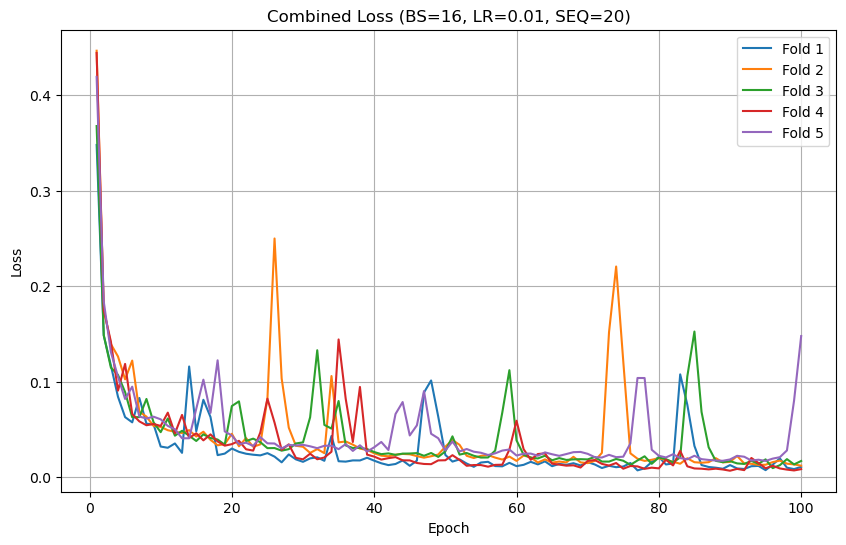 Combined Loss (BS=16, LR=0.01, SEQ=20)
Fold 1
Fold 2
Fold 3
Fold 4
Fold 5
Loss
0.4
0.3
0.2
0.1
0.0
0 20 40 60 80 100
Epoch